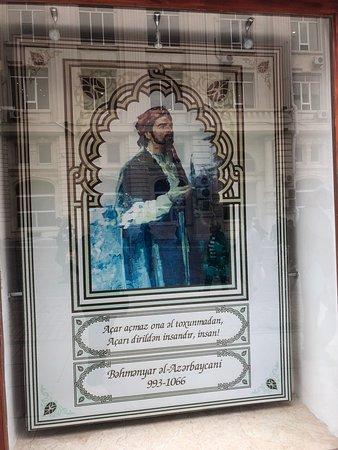 Açar açmaz ona əl toxunmadan,
Açarı dirildən insandır, insan!
Bəhmənyar əl-Azərbaycani
993-1066